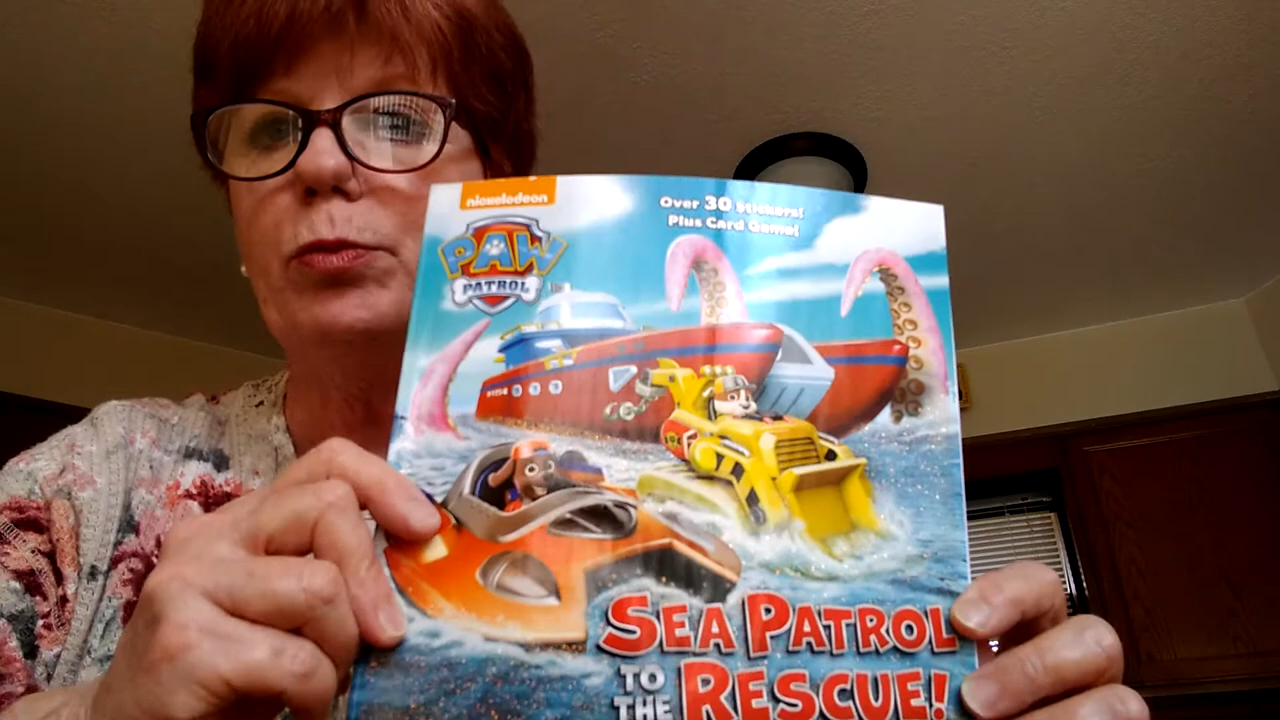 nickelodeon
PAW
PATROL
Over 30 Stickers!
Plus Card Game!
SEA PATROL
TO THE RESCUE!